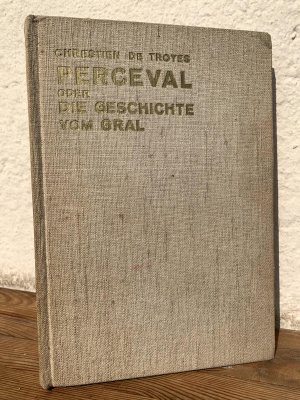 CHRESTIEN DE TROYES
PERCEVAL
ODER
DIE GESCHICHTE
VOM GRAL